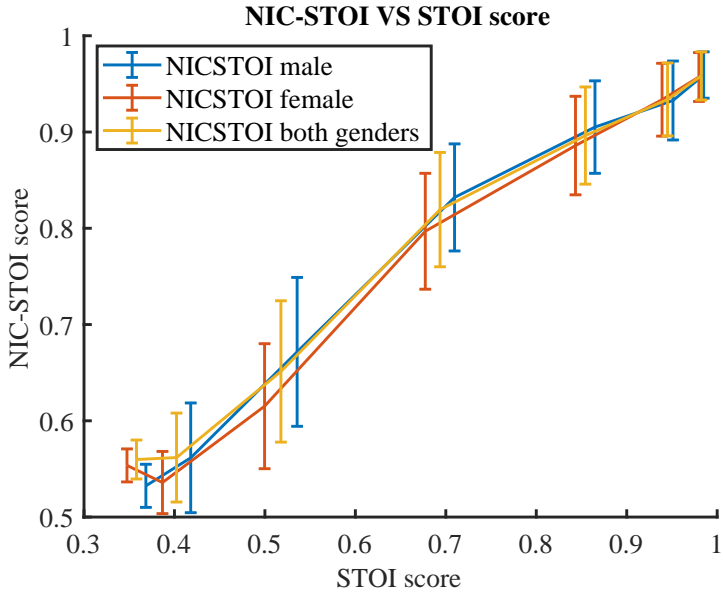 NIC-STOI VS STOI score
NICSTOI male
NICSTOI female
NICSTOI both genders
NIC-STOI score
1
0.9
0.8
0.7
0.6
0.5
0.3
0.4
0.5
0.6
0.7
0.8
0.9
1
STOI score